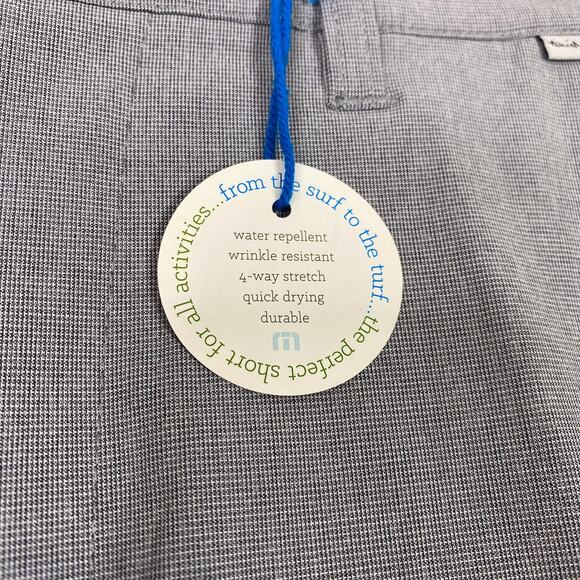 from the surf to the turf...the perfect short for all activities...
water repellent
wrinkle resistant
4-way stretch
quick drying
durable